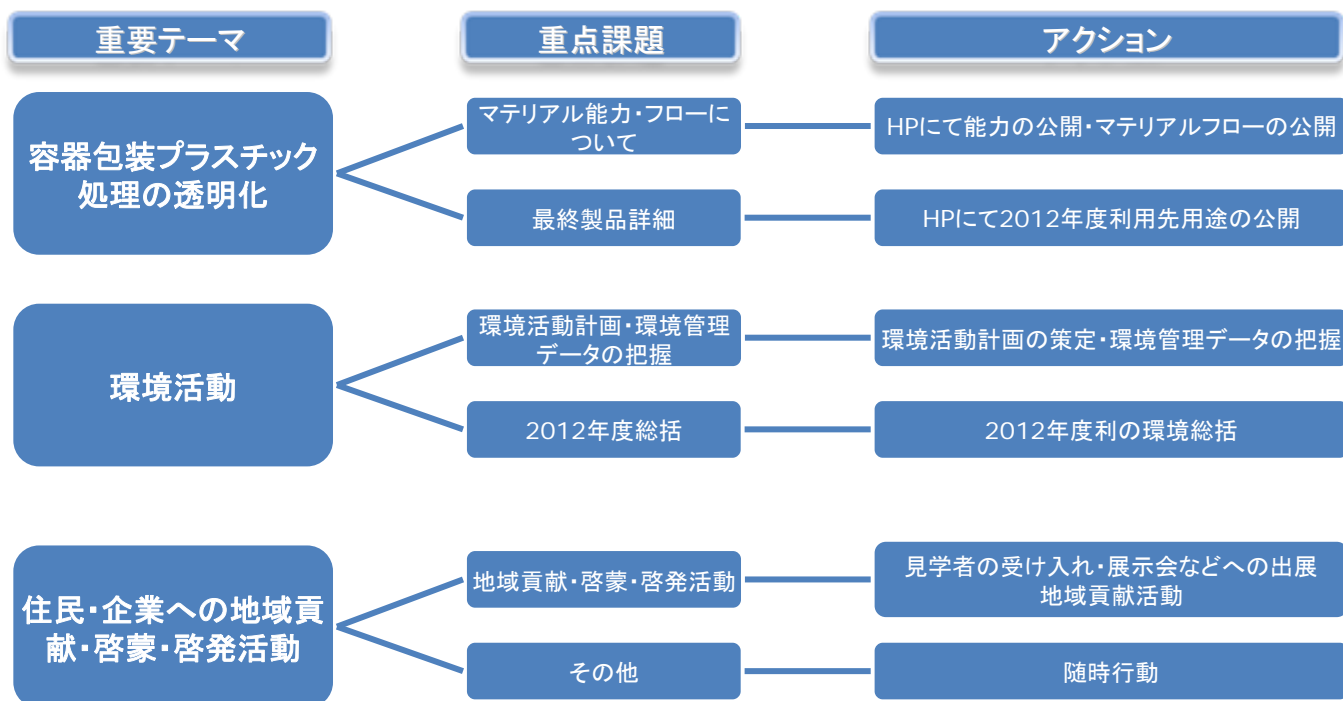 重要テーマ
重点課題
アクション
容器包装プラスチック
処理の透明化
マテリアル能力・フローに
ついて
HPにて能力の公開・マテリアルフローの公開
最終製品詳細
HPにて2012年度利用先用途の公開
環境活動
環境活動計画・環境管理
データの把握
環境活動計画の策定・環境管理データの把握
2012年度総括
2012年度利の環境総括
住民・企業への地域貢
献・啓蒙・啓発活動
地域貢献・啓蒙・啓発活動
見学者の受け入れ・展示会などへの出展
地域貢献活動
その他
随時行動